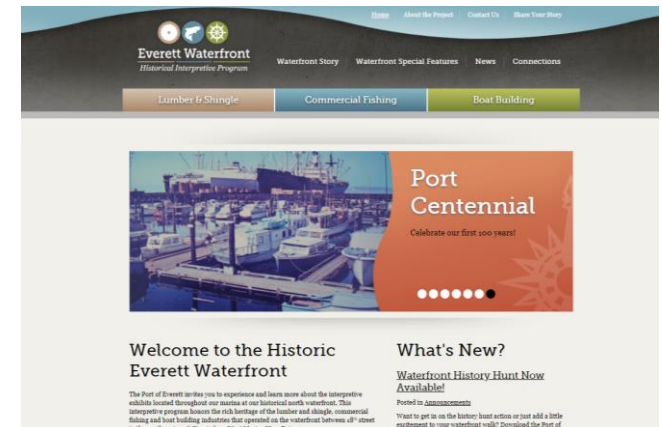 Home About the Project Contact Us Share Your Story
Everett Waterfront
Historical Interpretive Program
Waterfront Story Waterfront Special Features News Connections
Lumber & Shingle Commercial Fishing Boat Building
Port
Centennial
Celebrate our first 100 years!
Welcome to the Historic
Everett Waterfront
The Port of Everett invites you to experience and learn more about the interpretive
exhibits located throughout our marina at our historical north waterfront. This
interpretive program honors the rich heritage of the lumber and shingle, commercial
fishing and boat building industries that operated on the waterfront between 18th street
What's New?
Waterfront History Hunt Now
Available!
Posted in Announcements
Want to get in on the history hunt action or just add a little
excitement to your waterfront walk? Download the Port of